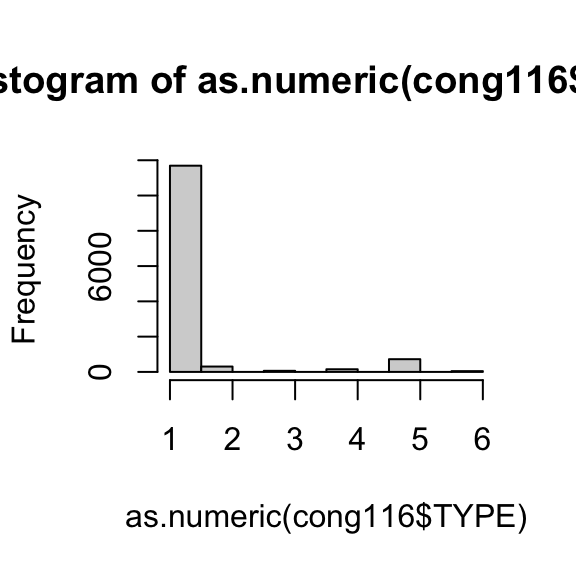 stogram of as.numeric(cong116$
Frequency
6000
0
1 2 3 4 5 6
as.numeric(cong116$TYPE)